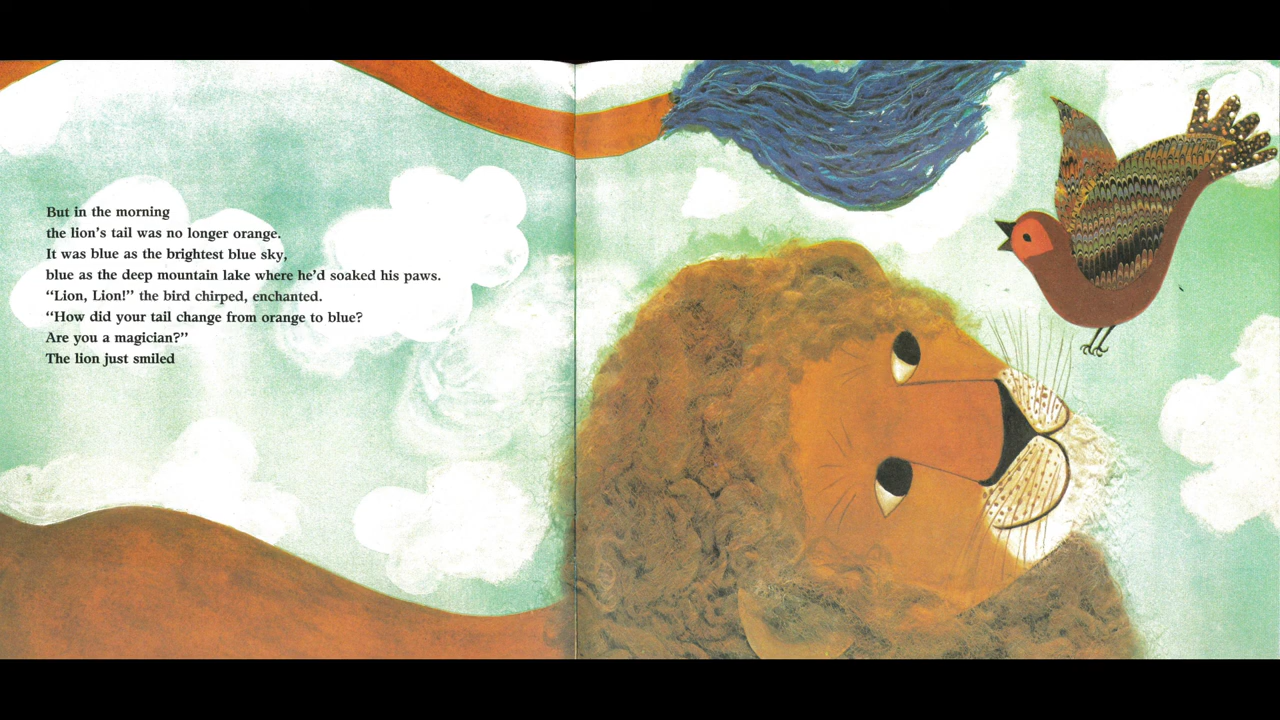 But in the morning
the lion's tail was no longer orange.
It was blue as the brightest blue sky,
blue as the deep mountain lake where he'd soaked his paws.
“Lion, Lion!” the bird chirped, enchanted.
“How did your tail change from orange to blue?
Are you a magician?”
The lion just smiled